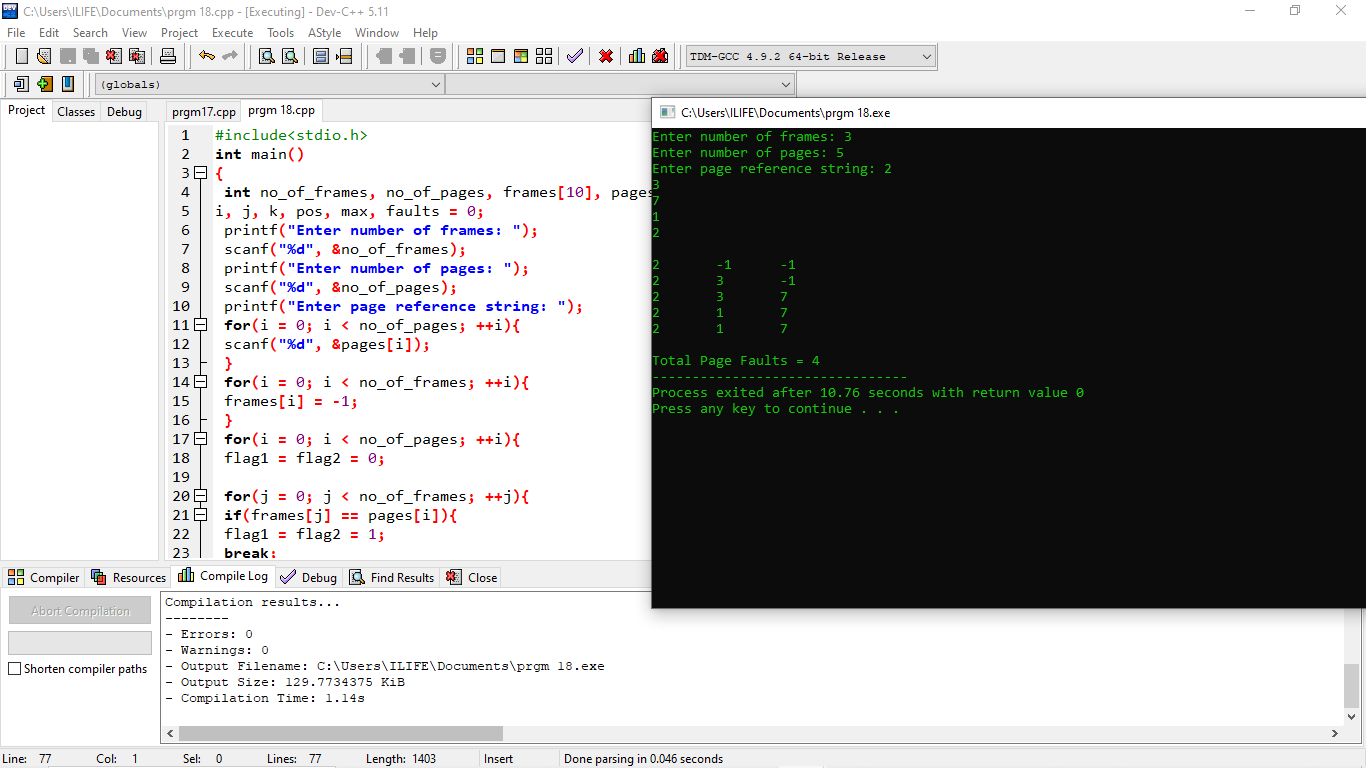 C:\Users\ILIFE\Documents\prgm 18.cpp - [Executing] - Dev-C++ 5.11
File Edit Search View Project Execute Tools AStyle Window Help
TDM-GCC 4.9.2 64-bit Release
(globals)
Project Classes Debug
prgm17.cpp prgm 18.cpp
1 #include<stdio.h>
2 int main()
3 {
4 int no_of_frames, no_of_pages, frames[10], pages
5 i, j, k, pos, max, faults = 0;
6 printf("Enter number of frames: ");
7 scanf("%d", &no_of_frames);
8 printf("Enter number of pages: ");
9 scanf("%d", &no_of_pages);
10 printf("Enter page reference string: ");
11 for(i = 0; i < no_of_pages; ++i){
12 scanf("%d", &pages[i]);
13 }
14 for(i = 0; i < no_of_frames; ++i){
15 frames[i] = -1;
16 }
17 for(i = 0; i < no_of_pages; ++i){
18 flag1 = flag2 = 0;
19
20 for(j = 0; j < no_of_frames; ++j){
21 if(frames[j] == pages[i]){
22 flag1 = flag2 = 1;
23 break;
C:\Users\ILIFE\Documents\prgm 18.exe
Enter number of frames: 3
Enter number of pages: 5
Enter page reference string: 2
3
7
1
2
2 -1 -1
2 3 -1
2 3 7
2 1 7
2 1 7
Total Page Faults = 4
--------------------------------
Process exited after 10.76 seconds with return value 0
Press any key to continue . . .
Compiler Resources Compile Log Debug Find Results Close
Abort Compilation
Shorten compiler paths
Compilation results...
--------
- Errors: 0
- Warnings: 0
- Output Filename: C:\Users\ILIFE\Documents\prgm 18.exe
- Output Size: 129.7734375 KiB
- Compilation Time: 1.14s
Line: 77 Col: 1 Sel: 0 Lines: 77 Length: 1403 Insert Done parsing in 0.046 seconds